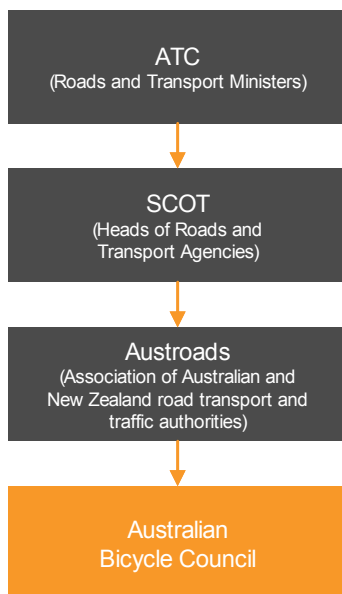 ATC
(Roads and Transport Ministers)
SCOT
(Heads of Roads and
Transport Agencies)
Austroads
(Association of Australian and
New Zealand road transport and
traffic authorities)
Australian
Bicycle Council